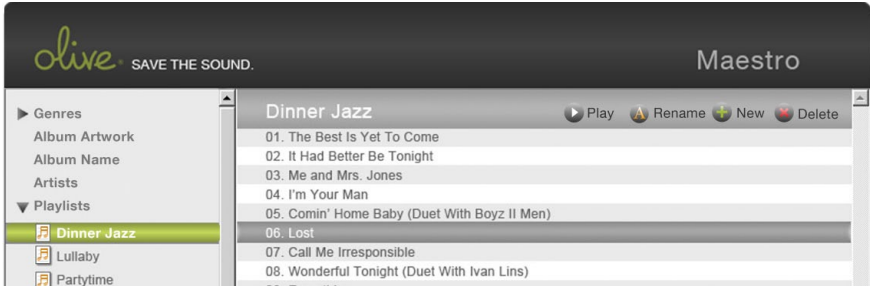 olive
SAVE THE SOUND.
Maestro
Genres
Album Artwork
Album Name
Artists
Playlists
Dinner Jazz
Lullaby
Partytime
Dinner Jazz
Play
Rename
New
Delete
01. The Best Is Yet To Come
02. It Had Better Be Tonight
03. Me and Mrs. Jones
04. I'm Your Man
05. Comin' Home Baby (Duet With Boyz II Men)
06. Lost
07. Call Me Irresponsible
08. Wonderful Tonight (Duet With Ivan Lins)